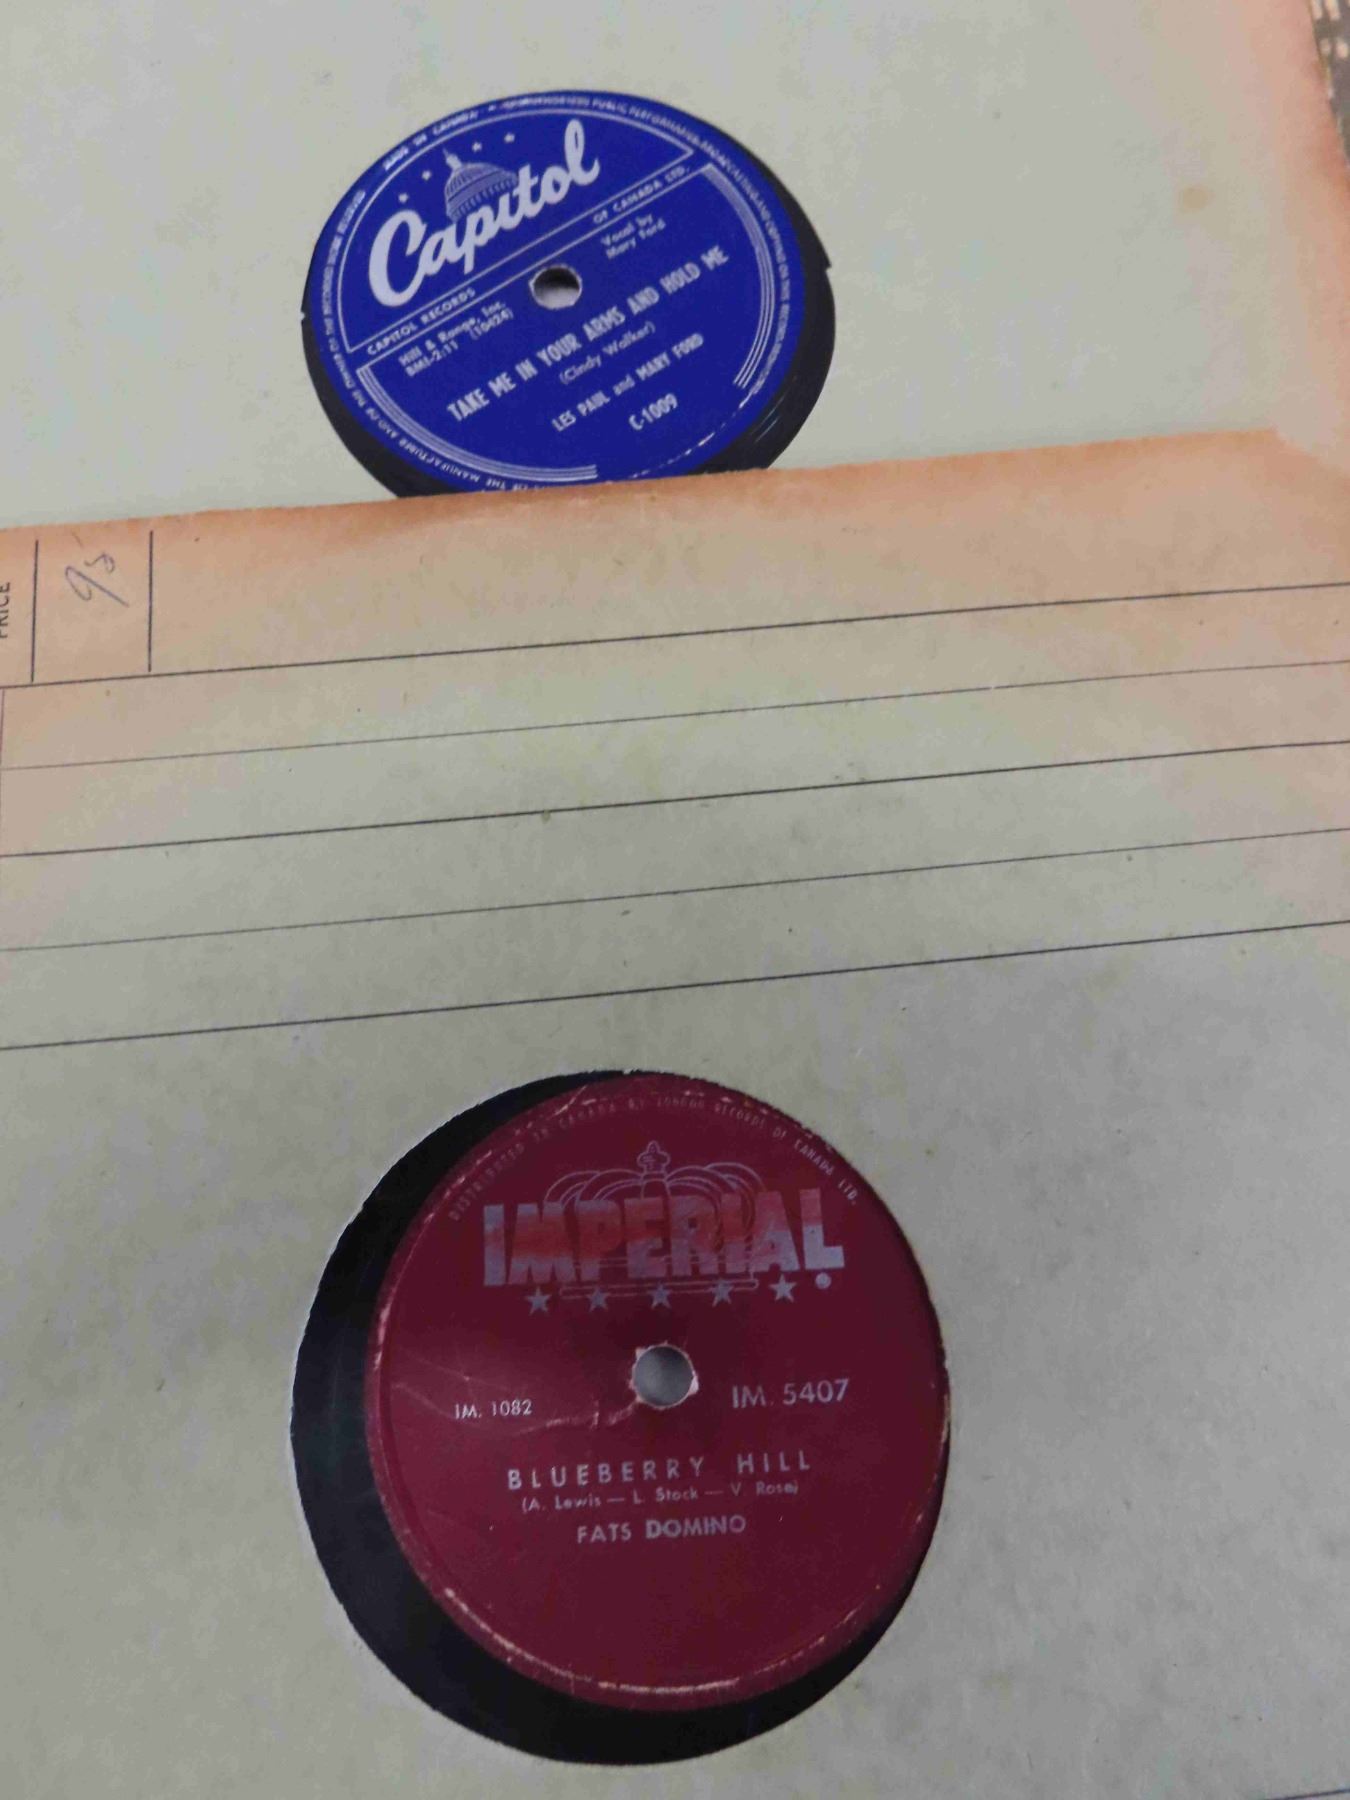 MADE IN CANADA
Capitol
CAPITOL RECORDS OF CANADA LTD.
Hill & Range, Inc.
BMI-2:11 (10424)
Vocal by
Mary Ford
TAKE ME IN YOUR ARMS AND HOLD ME
(Cindy Walker)
LES PAUL and MARY FORD
C-1009
PRICE
95
DISTRIBUTED IN CANADA BY LONDON RECORDS OF CANADA LTD.
IMPERIAL
IM. 1082
IM. 5407
BLUEBERRY HILL
(A. Lewis — L. Stock — V. Rose)
FATS DOMINO